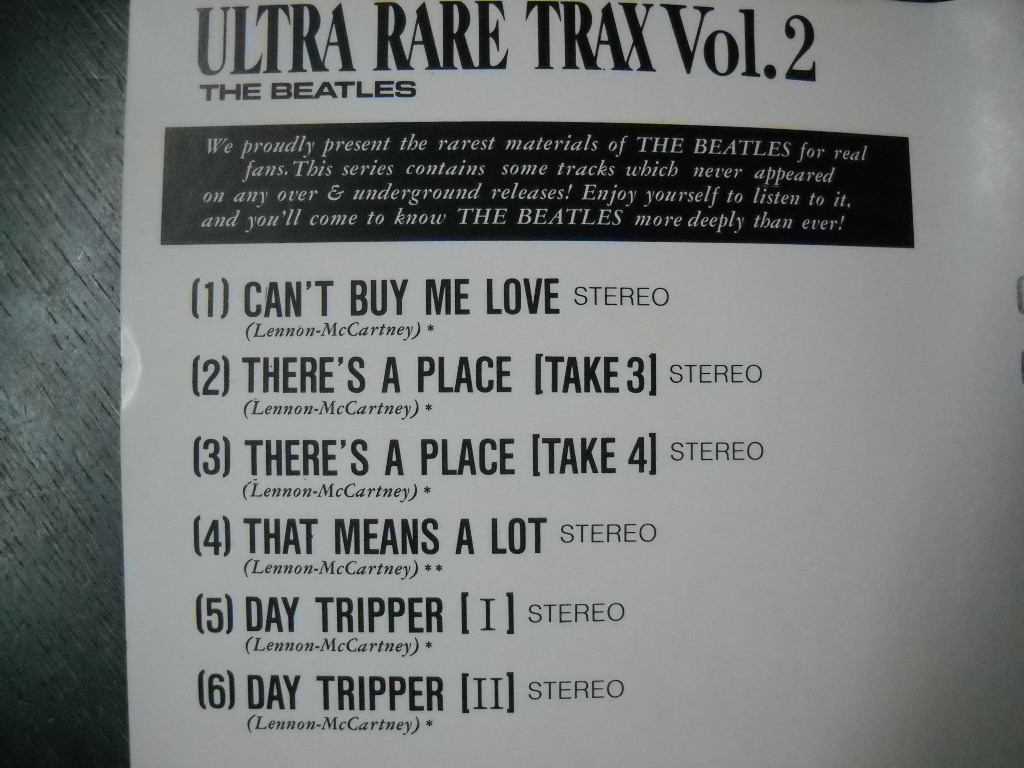 ULTRA RARE TRAX Vol.2
THE BEATLES
We proudly present the rarest materials of THE BEATLES for real
fans. This series contains some tracks which never appeared
on any over & underground releases! Enjoy yourself to listen to it,
and you'll come to know THE BEATLES more deeply than ever!
(1) CAN'T BUY ME LOVE STEREO
(Lennon-McCartney) *
(2) THERE'S A PLACE [TAKE 3] STEREO
(Lennon-McCartney) *
(3) THERE'S A PLACE [TAKE 4] STEREO
(Lennon-McCartney) *
(4) THAT MEANS A LOT STEREO
(Lennon-McCartney) **
(5) DAY TRIPPER [I] STEREO
(Lennon-McCartney) *
(6) DAY TRIPPER [II] STEREO
(Lennon-McCartney) *